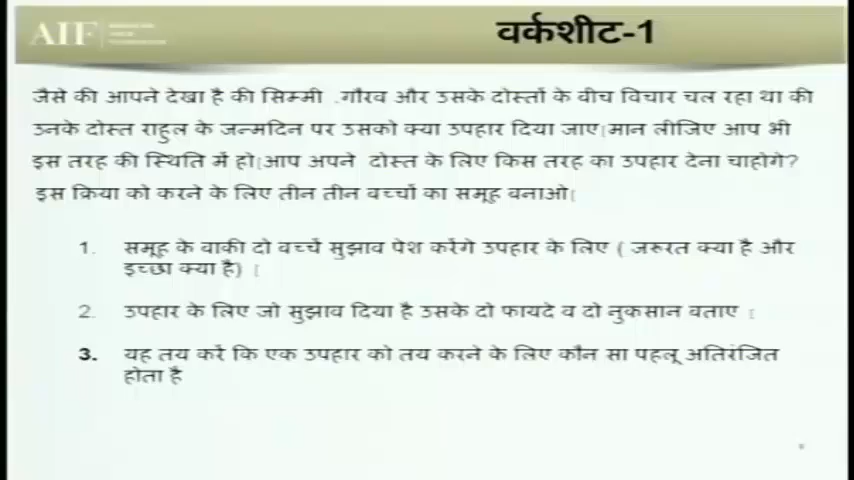 AIF
वर्कशीट-1
जैसे की आपने देखा है की सिम्मी .गौरव और उसके दोस्तों के बीच विचार चल रहा था की
उनके दोस्त राहुल के जन्मदिन पर उसको क्या उपहार दिया जाए|मान लीजिए आप भी
इस तरह की स्थिति में हो|आप अपने दोस्त के लिए किस तरह का उपहार देना चाहोगे?
इस क्रिया को करने के लिए तीन तीन बच्चों का समूह बनाओ|
1. समूह के बाकी दो बच्चें सुझाव पेश करेंगे उपहार के लिए ( जरूरत क्या है और
इच्छा क्या है) |
2. उपहार के लिए जो सुझाव दिया है उसके दो फायदे व दो नुकसान बताए |
3. यह तय करें कि एक उपहार को तय करने के लिए कौन सा पहलू अतिरंजित
होता है